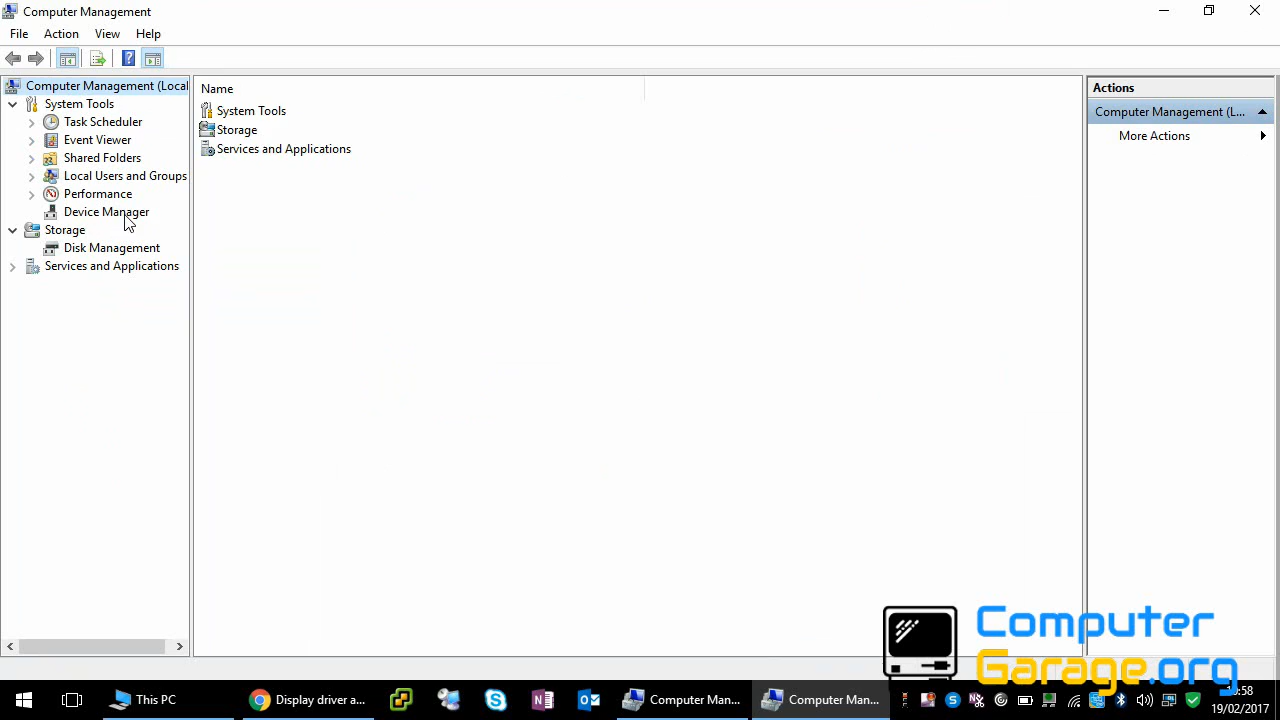 Computer Management
File Action View Help
Computer Management (Local
System Tools
Task Scheduler
Event Viewer
Shared Folders
Local Users and Groups
Performance
Device Manager
Storage
Disk Management
Services and Applications
Name
System Tools
Storage
Services and Applications
Actions
Computer Management (L...
More Actions
Computer
Garage.org
This PC
Display driver a...
Computer Man...
Computer Man...
:58
19/02/2017